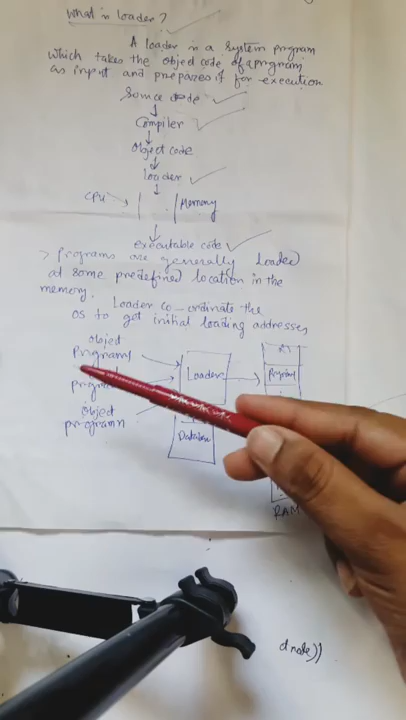 what is loader?
A loader is a system program
which takes the object code of a program
as input and prepares it for execution
Source code
Compiler
object code
loader
CPU
Memory
executable code
> Programs are generally loaded
at some predefined location in the
memory.
Loader co-ordinate the
OS to get initial loading addresses
object
Programs
Loader
Program
object
programn
Database
RAM